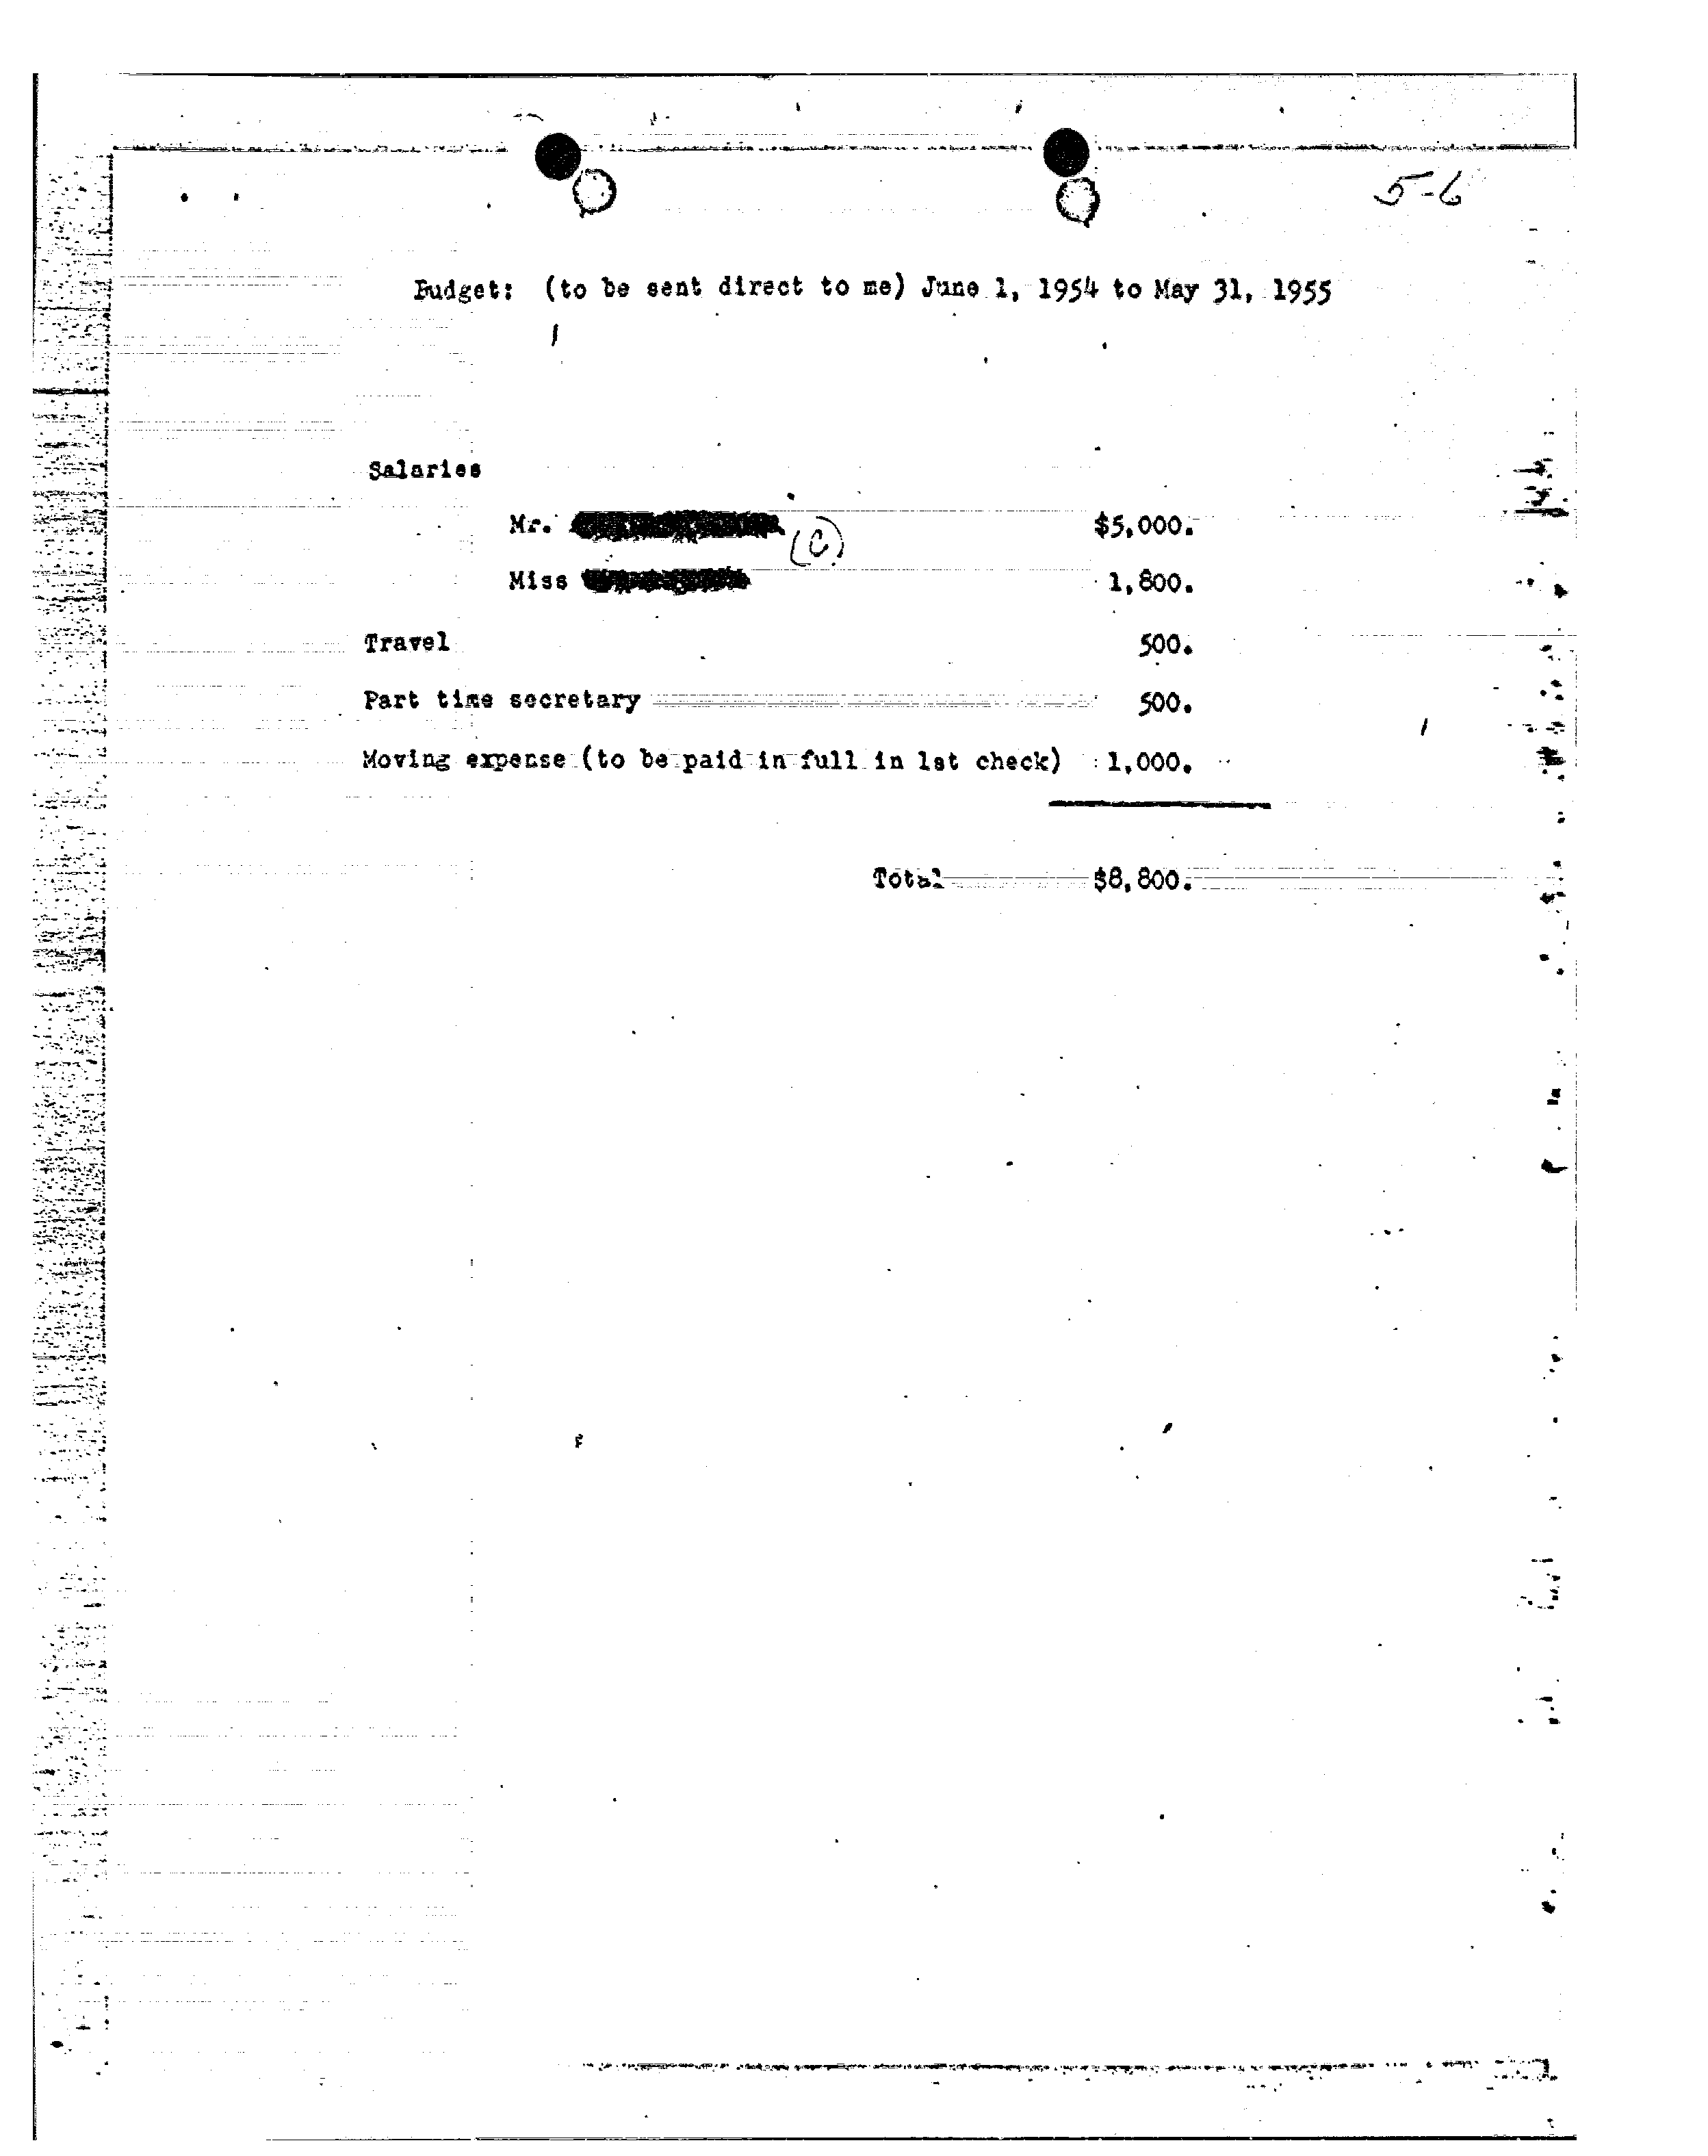 5-6
Budget: (to be sent direct to me) June 1, 1954 to May 31, 1955
Salaries
Mr. (C) $5,000.
Miss 1,800.
Travel 500.
Part time secretary 500.
Moving expense (to be paid in full in 1st check) 1,000.
Total $8,800.